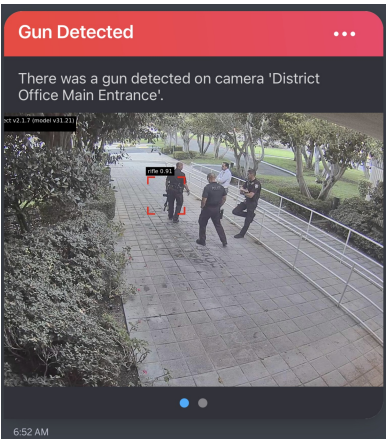 Gun Detected
There was a gun detected on camera 'District
Office Main Entrance'.
ect v2.1.7 (model v31.21)
rifle 0.91
6:52 AM